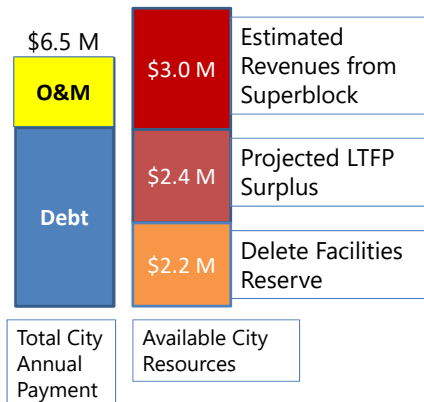 $6.5 M
O&M
Debt
$3.0 M
$2.4 M
$2.2 M
Estimated
Revenues from
Superblock
Projected LTFP
Surplus
Delete Facilities
Reserve
Total City
Annual
Payment
Available City
Resources